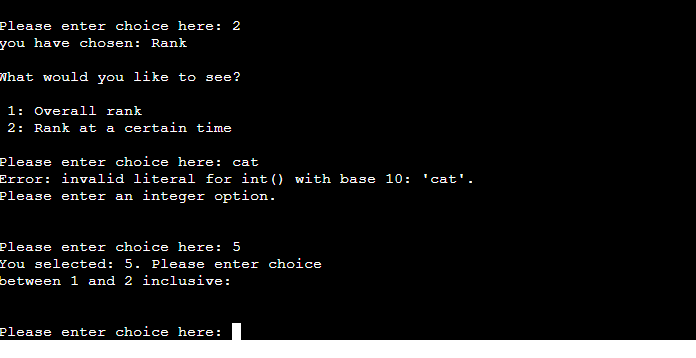 Please enter choice here: 2
you have chosen: Rank
What would you like to see?
1: Overall rank
2: Rank at a certain time
Please enter choice here: cat
Error: invalid literal for int() with base 10: 'cat'.
Please enter an integer option.
Please enter choice here: 5
You selected: 5. Please enter choice
between 1 and 2 inclusive:
Please enter choice here: